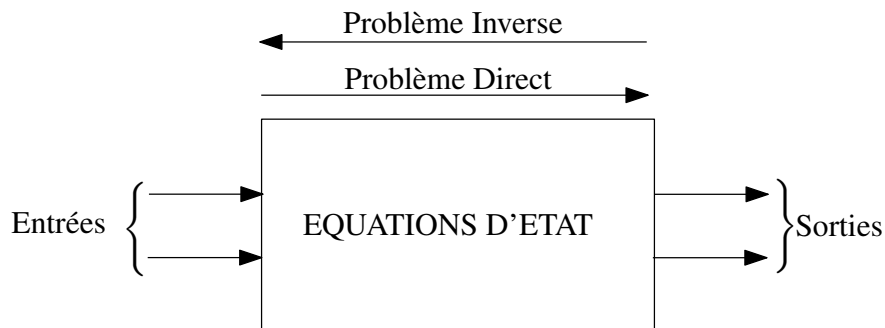 Problème Inverse
Problème Direct
Entrées
EQUATIONS D'ETAT
Sorties